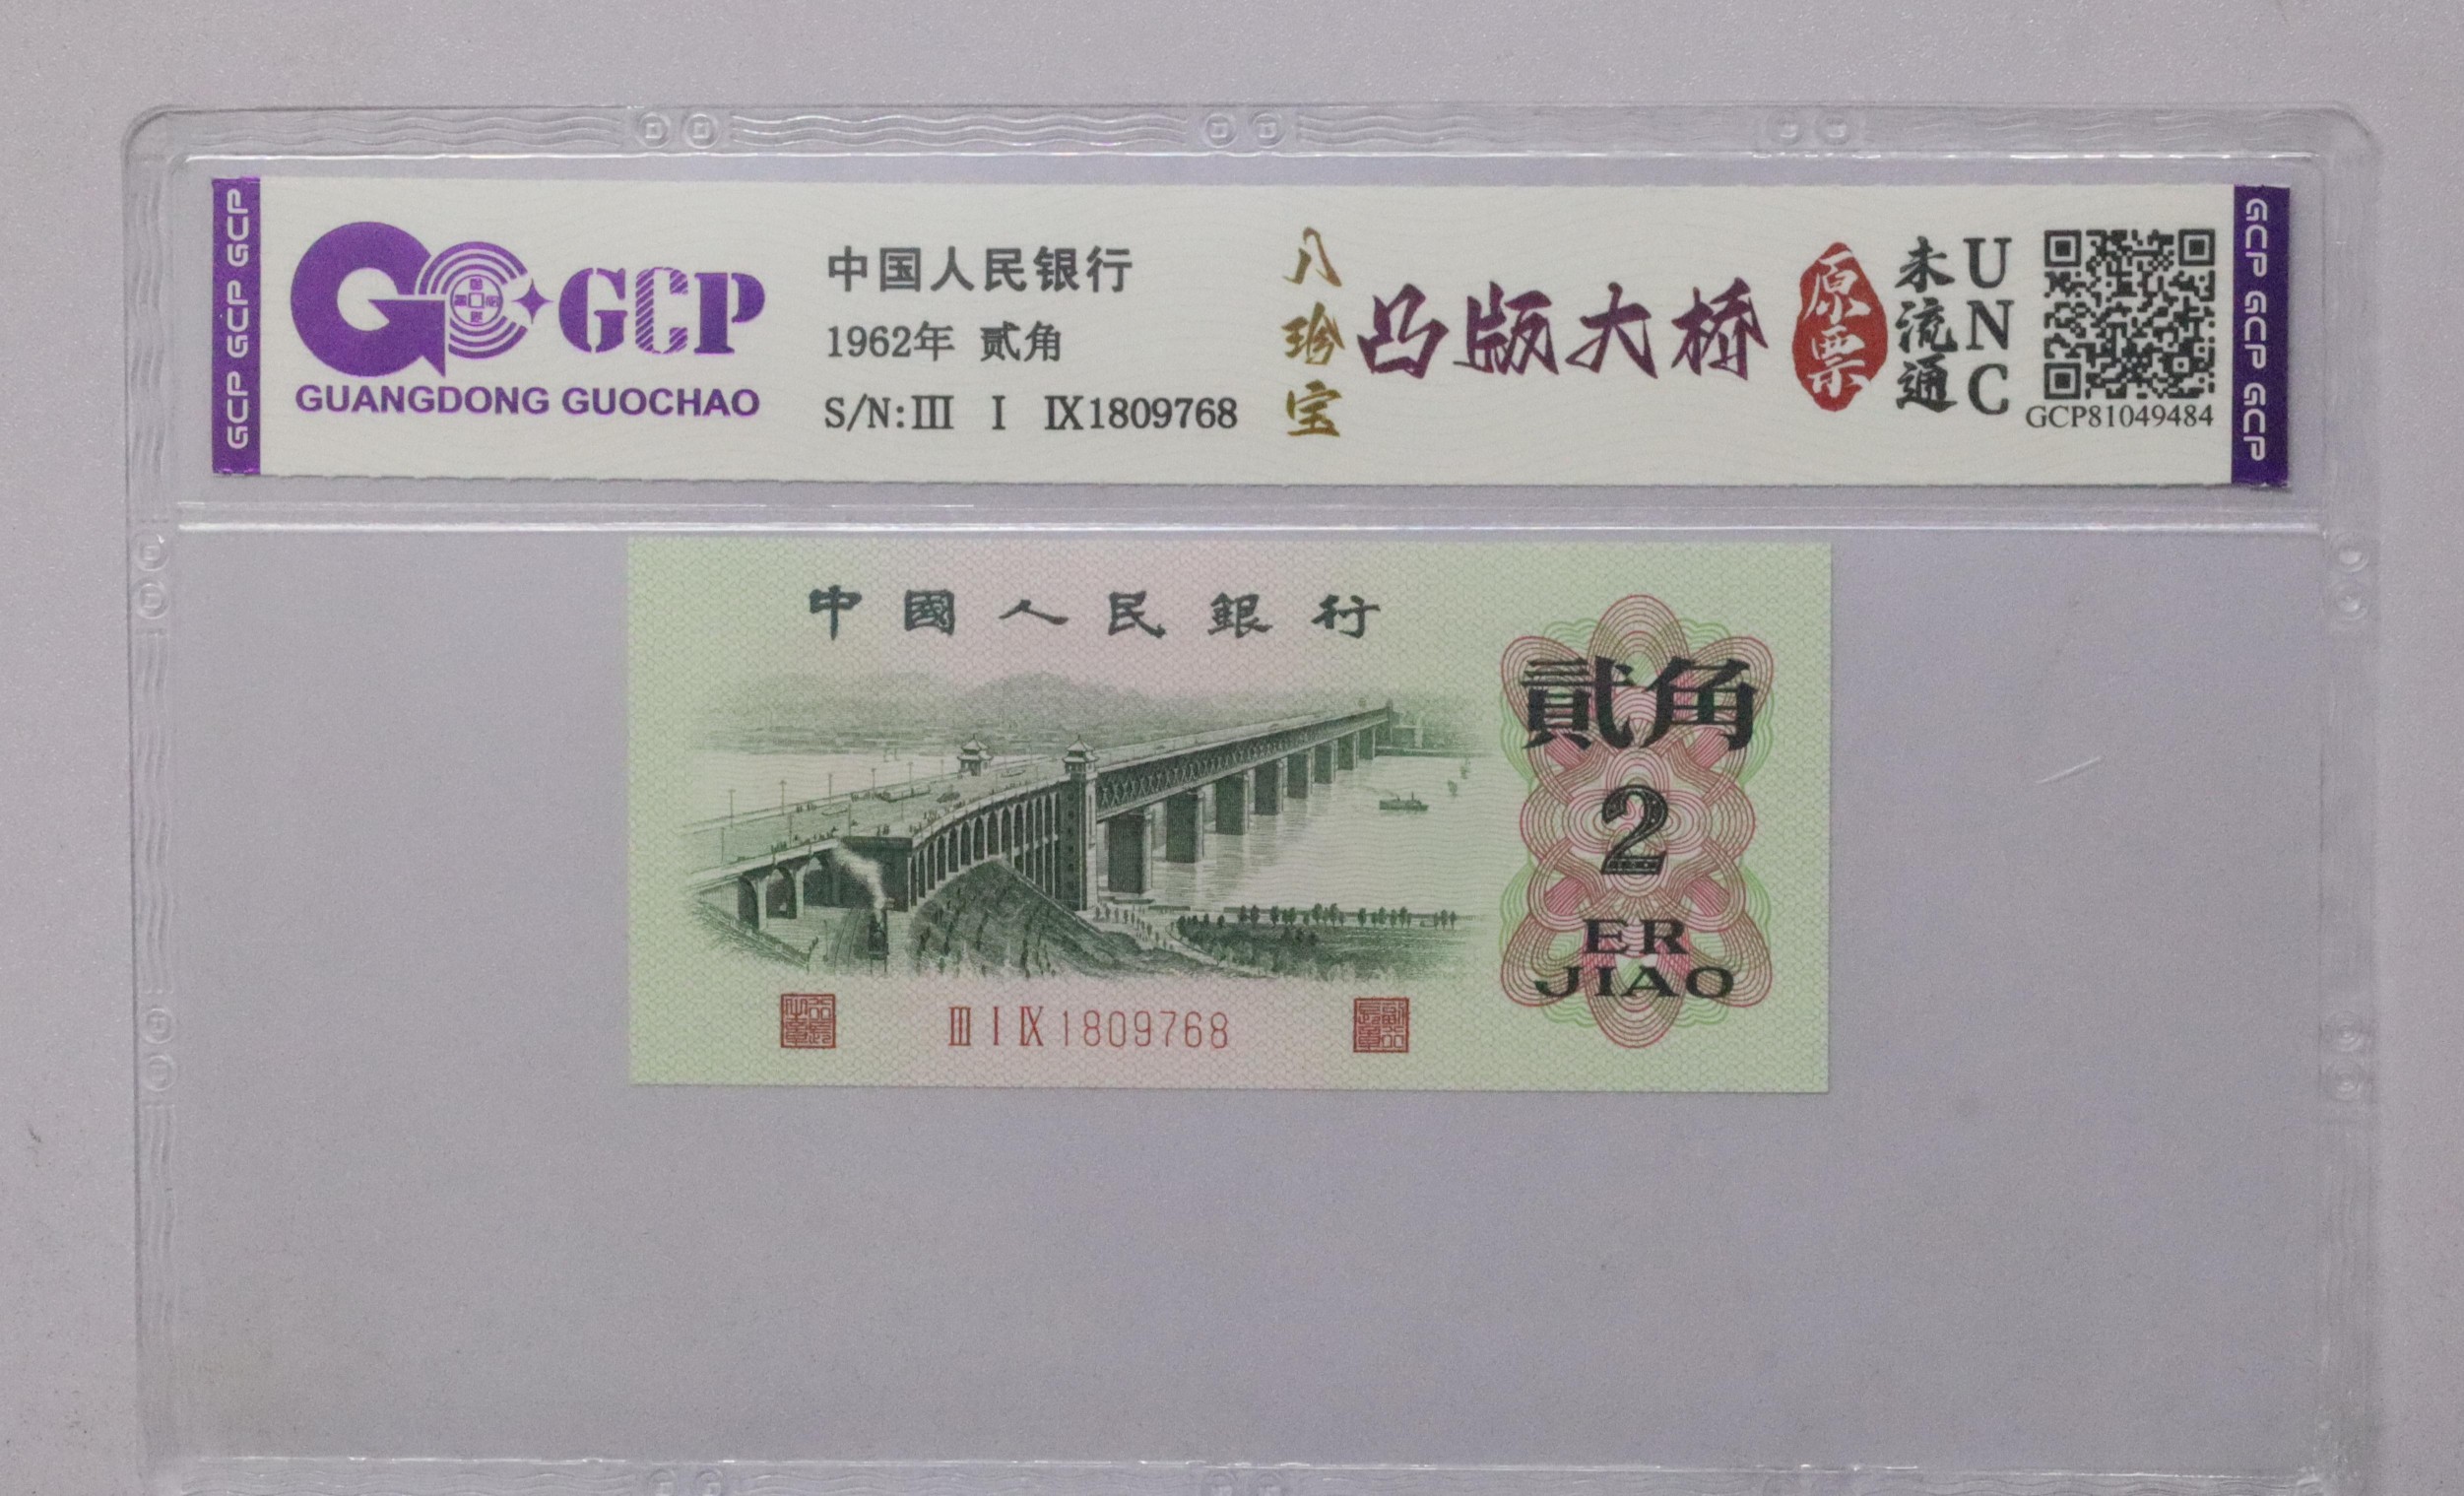 GCP GCP GCP
GCP
GUANGDONG GUOCHAO
中国人民银行
1962年 贰角
S/N:Ⅲ Ⅰ Ⅸ1809768
八珍宝
凸版大桥
原票
未流通
UNC
GCP81049484
GCP GCP GCP
中國人民銀行
貳角
2
ER
JIAO
Ⅲ Ⅰ Ⅸ 1809768